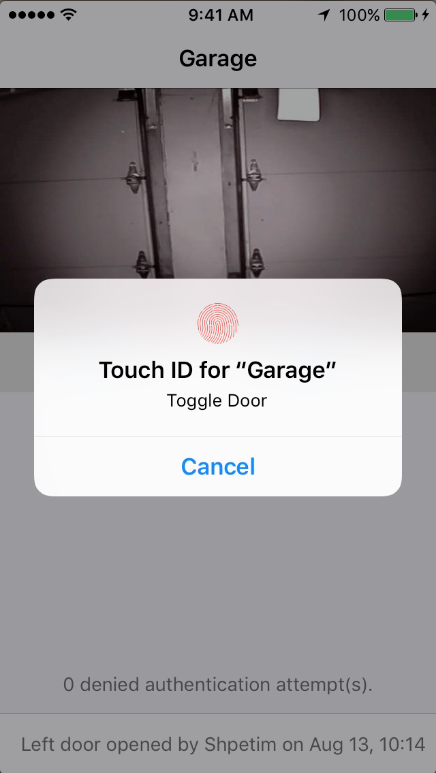 9:41 AM 100%
Garage
Touch ID for “Garage”
Toggle Door
Cancel
0 denied authentication attempt(s).
Left door opened by Shpetim on Aug 13, 10:14